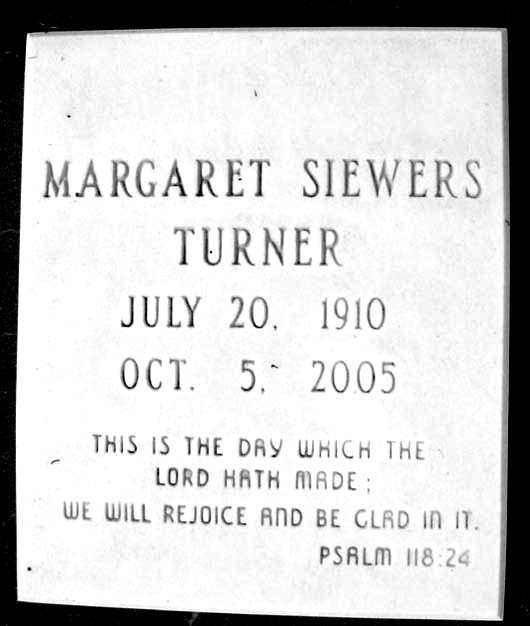 MARGARET SIEWERS
TURNER
JULY 20, 1910
OCT. 5, 2005
THIS IS THE DAY WHICH THE
LORD HATH MADE;
WE WILL REJOICE AND BE GLAD IN IT.
PSALM 118:24